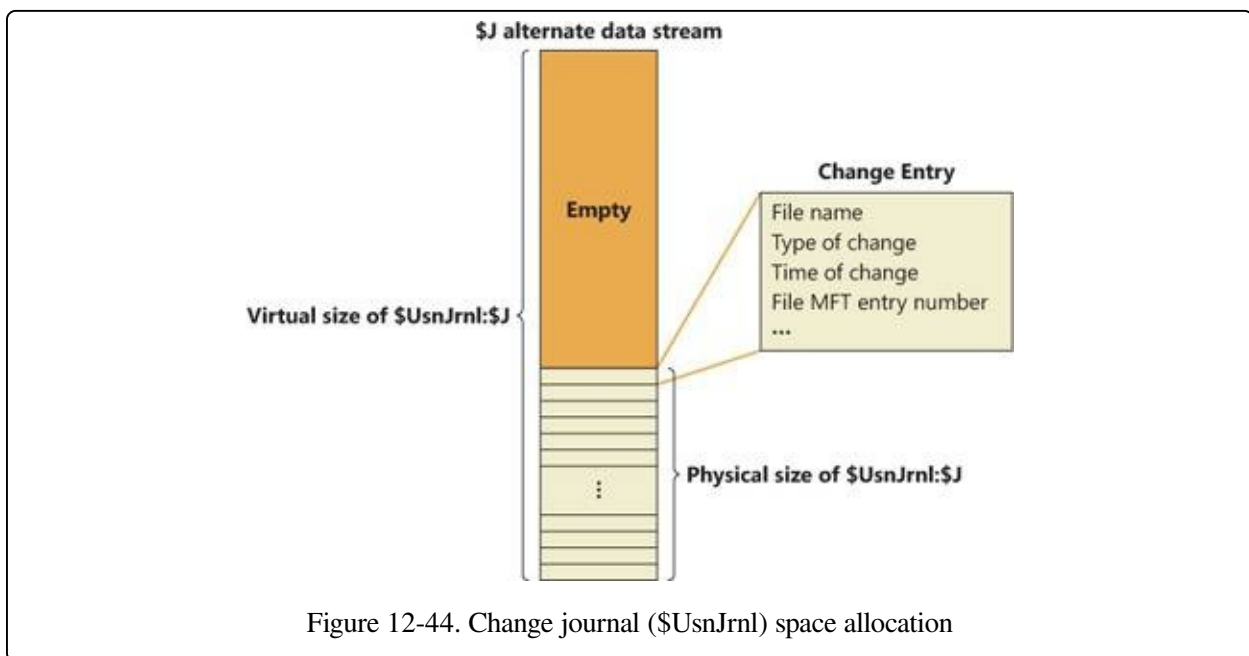 $J alternate data stream
Change Entry
Empty
File name
Type of change
Time of change
File MFT entry number
...
Virtual size of $UsnJrnl:$J
⋮
Physical size of $UsnJrnl:$J
Figure 12-44. Change journal ($UsnJrnl) space allocation